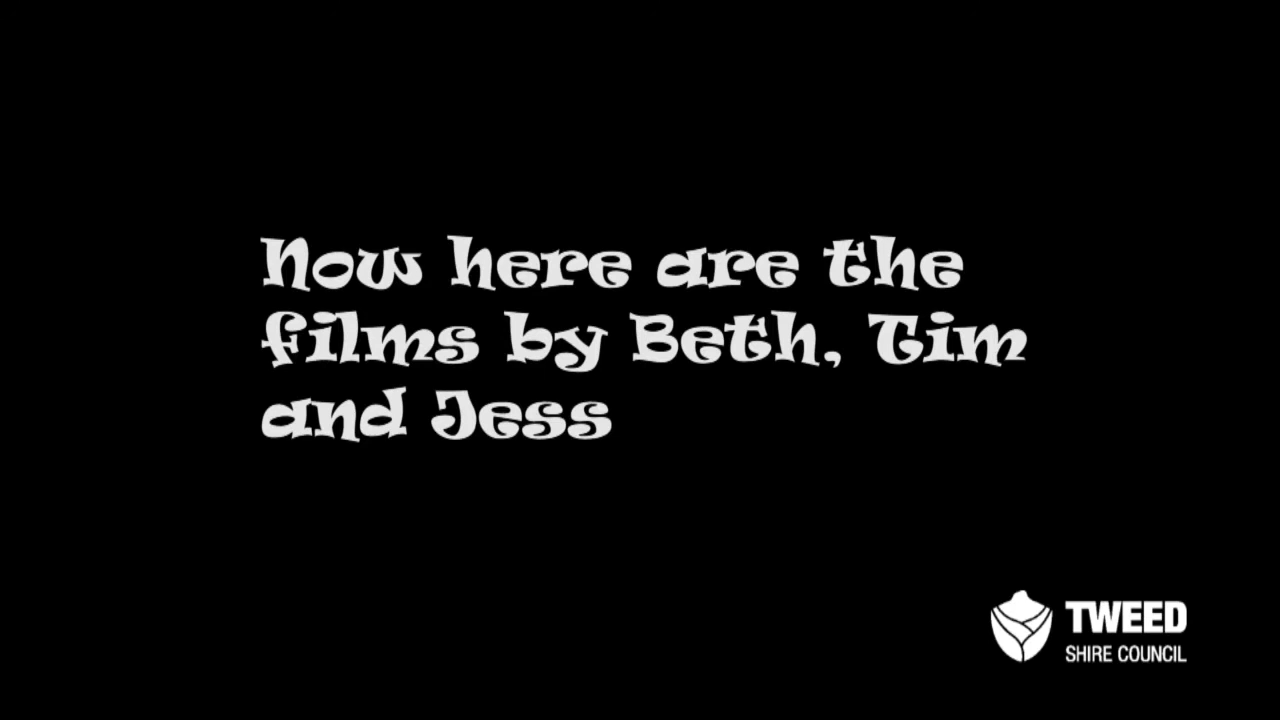 Now here are the
films by Beth, Tim
and Jess
TWEED
SHIRE COUNCIL